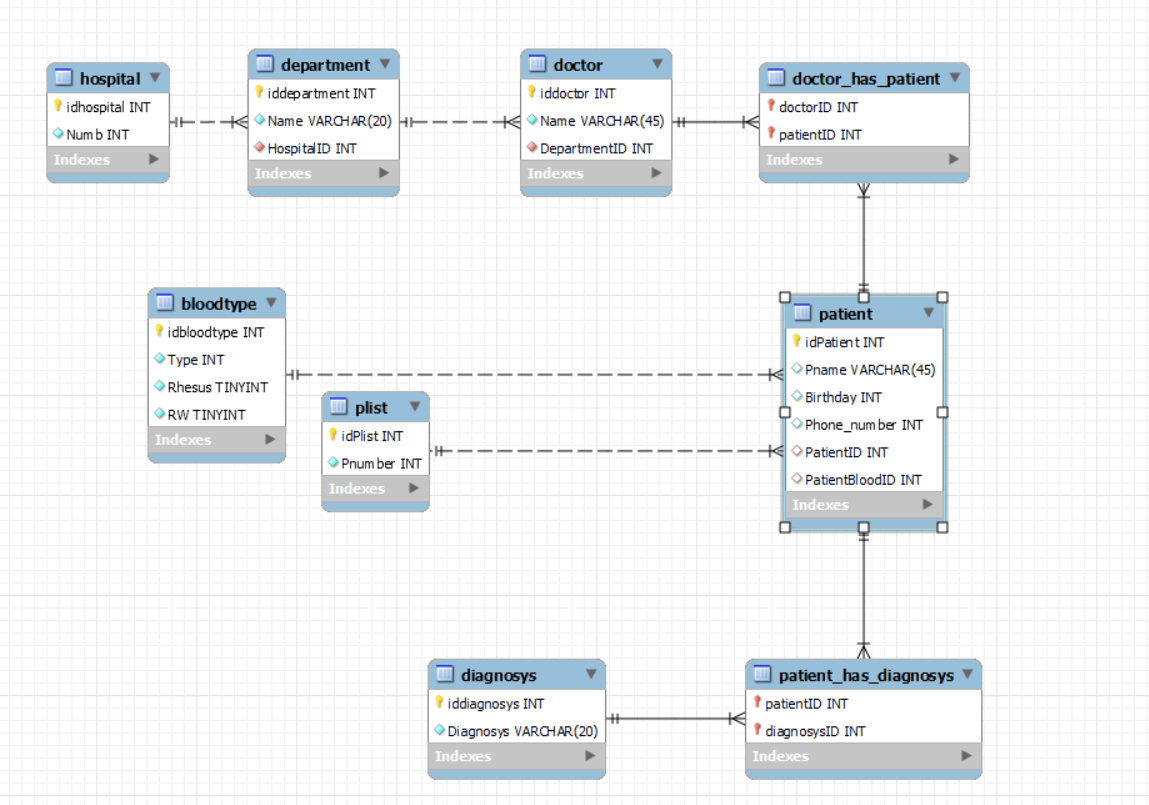 hospital
idhospital INT
Numb INT
Indexes
department
iddepartment INT
Name VARCHAR(20)
HospitalID INT
Indexes
doctor
iddoctor INT
Name VARCHAR(45)
DepartmentID INT
Indexes
doctor_has_patient
doctorID INT
patientID INT
Indexes
bloodtype
idbloodtype INT
Type INT
Rhesus TINYINT
RW TINYINT
Indexes
plist
idPlist INT
Pnumber INT
Indexes
patient
idPatient INT
Pname VARCHAR(45)
Birthday INT
Phone_number INT
PatientID INT
PatientBloodID INT
Indexes
diagnosys
iddiagnosys INT
Diagnosys VARCHAR(20)
Indexes
patient_has_diagnosys
patientID INT
diagnosysID INT
Indexes